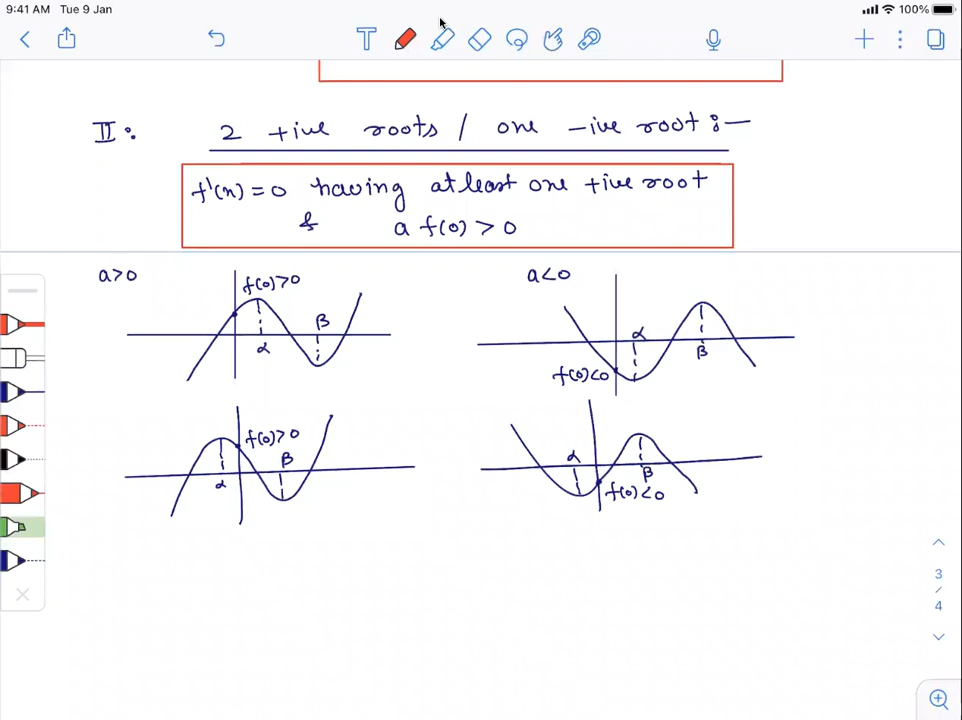 9:41 AM Tue 9 Jan
100%
T
II: 2 +ive roots / one -ive root :-
f'(x) = 0 having atleast one +ive root
& a f(0) > 0
a>0
a<0
f(0)>0
β
α
α
β
f(0)<0
f(0)>0
β
α
α
β
f(0)<0
3
/
4